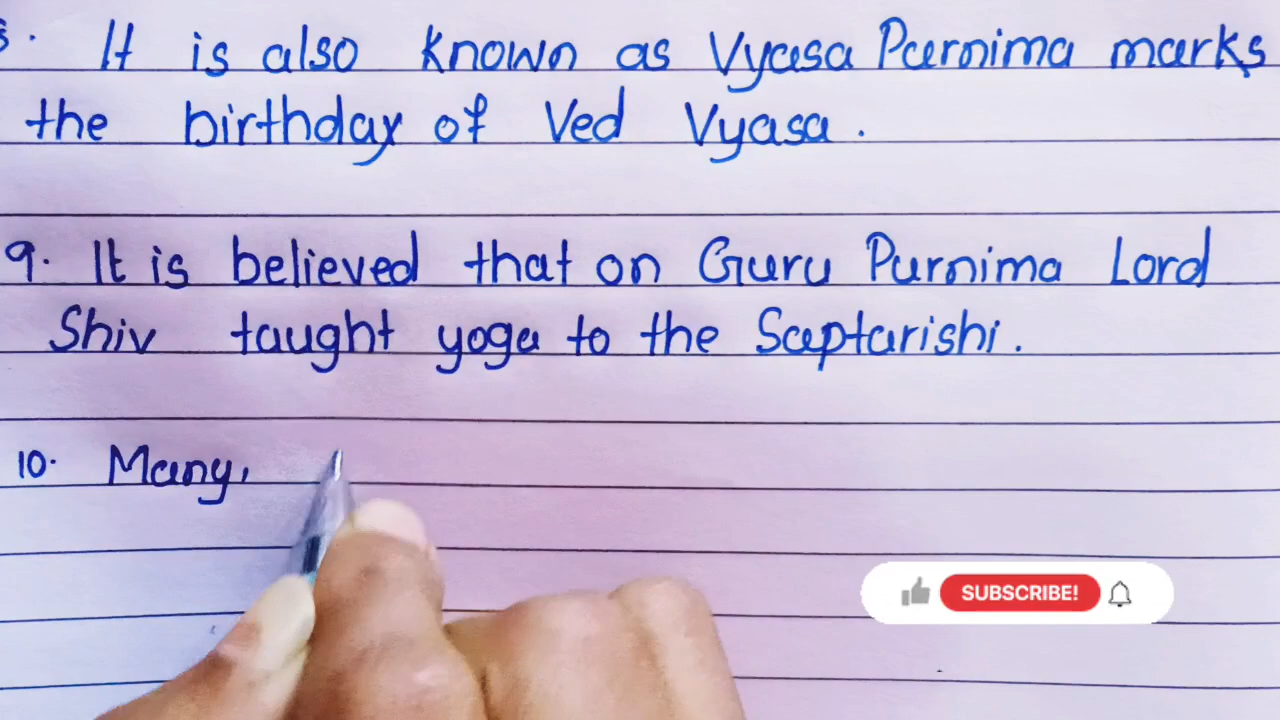 It is also known as Vyasa Purnima marks
the birthday of Ved Vyasa.
9. It is believed that on Guru Purnima Lord
Shiv taught yoga to the Saptarishi.
10. Many,
SUBSCRIBE!